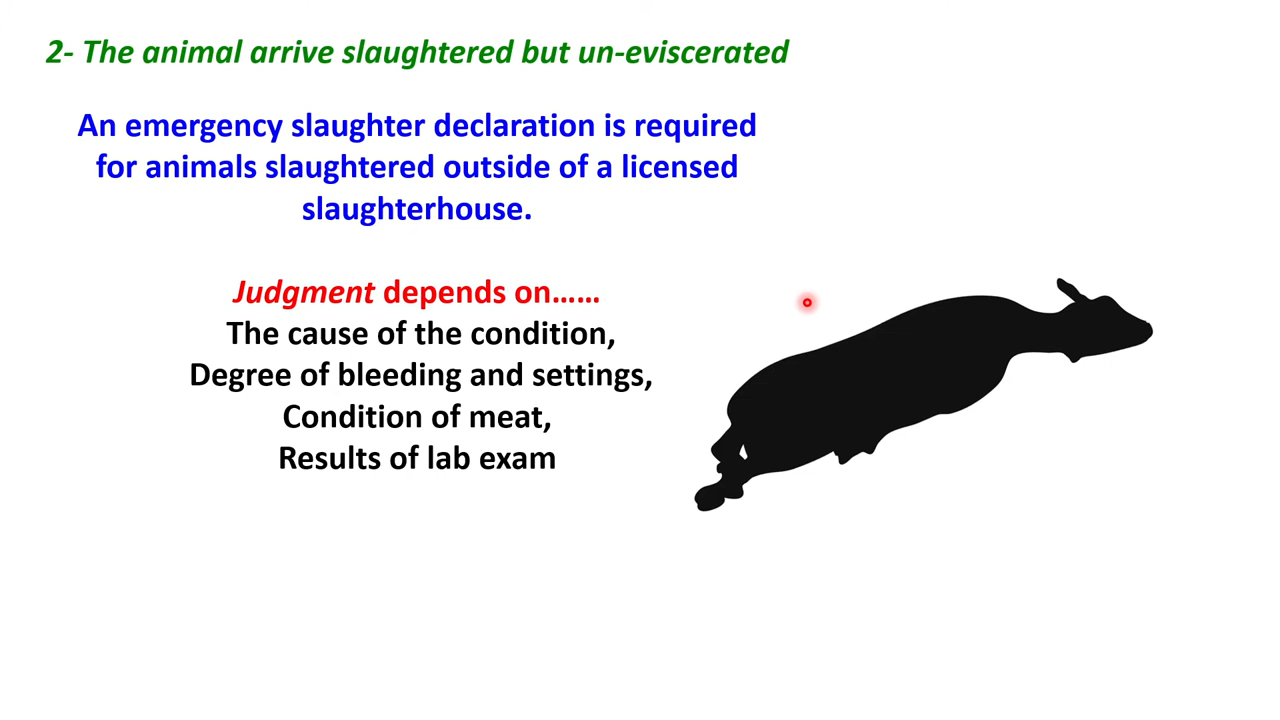 2- The animal arrive slaughtered but un-eviscerated
An emergency slaughter declaration is required
for animals slaughtered outside of a licensed
slaughterhouse.
Judgment depends on......
The cause of the condition,
Degree of bleeding and settings,
Condition of meat,
Results of lab exam